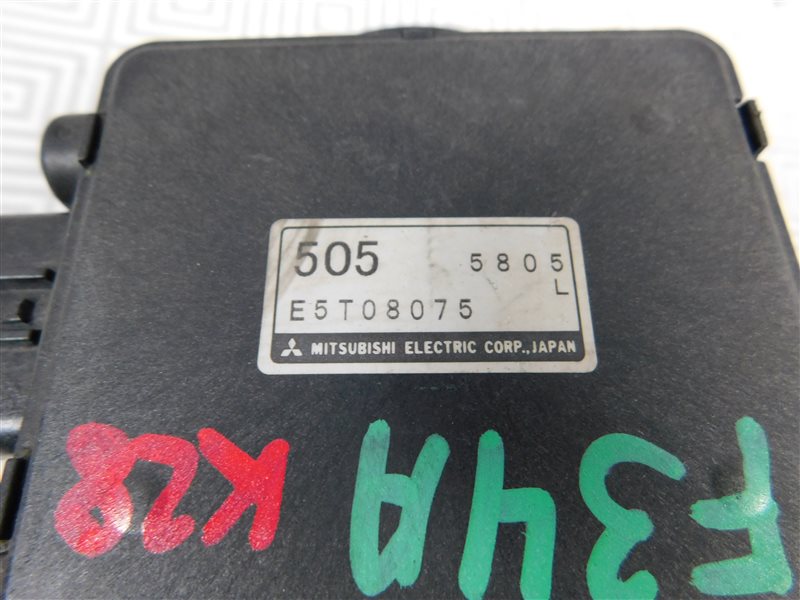 505 5805
L
E5T08075
MITSUBISHI ELECTRIC CORP., JAPAN
F34A
K28